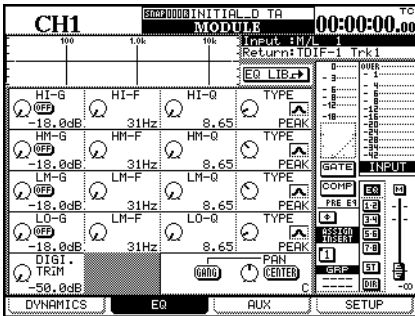 CH1
SNAP000 INITIAL_D TA
MODULE
TC
00:00:00.00
100 1.0k 10k
Input :M/L 1
Return:TDIF-1 Trk1
EQ LIB.
0 OVER
HI-G HI-F HI-Q TYPE
OFF
-18.0dB 31Hz 8.65 PEAK
HM-G HM-F HM-Q TYPE
OFF
-18.0dB 31Hz 8.65 PEAK
LM-G LM-F LM-Q TYPE
OFF
-18.0dB 31Hz 8.65 PEAK
LO-G LM-F LO-Q TYPE
OFF
-18.0dB 31Hz 8.65 PEAK
DIGI. TRIM
-50.0dB
PAN
GANG CENTER
C
GATE INPUT
COMP EQ M
PRE EQ 1-2
Φ 3-4
ASSIGN INSERT 5-6
7-8
1
GRP ST
DIR -∞
DYNAMICS EQ AUX SETUP